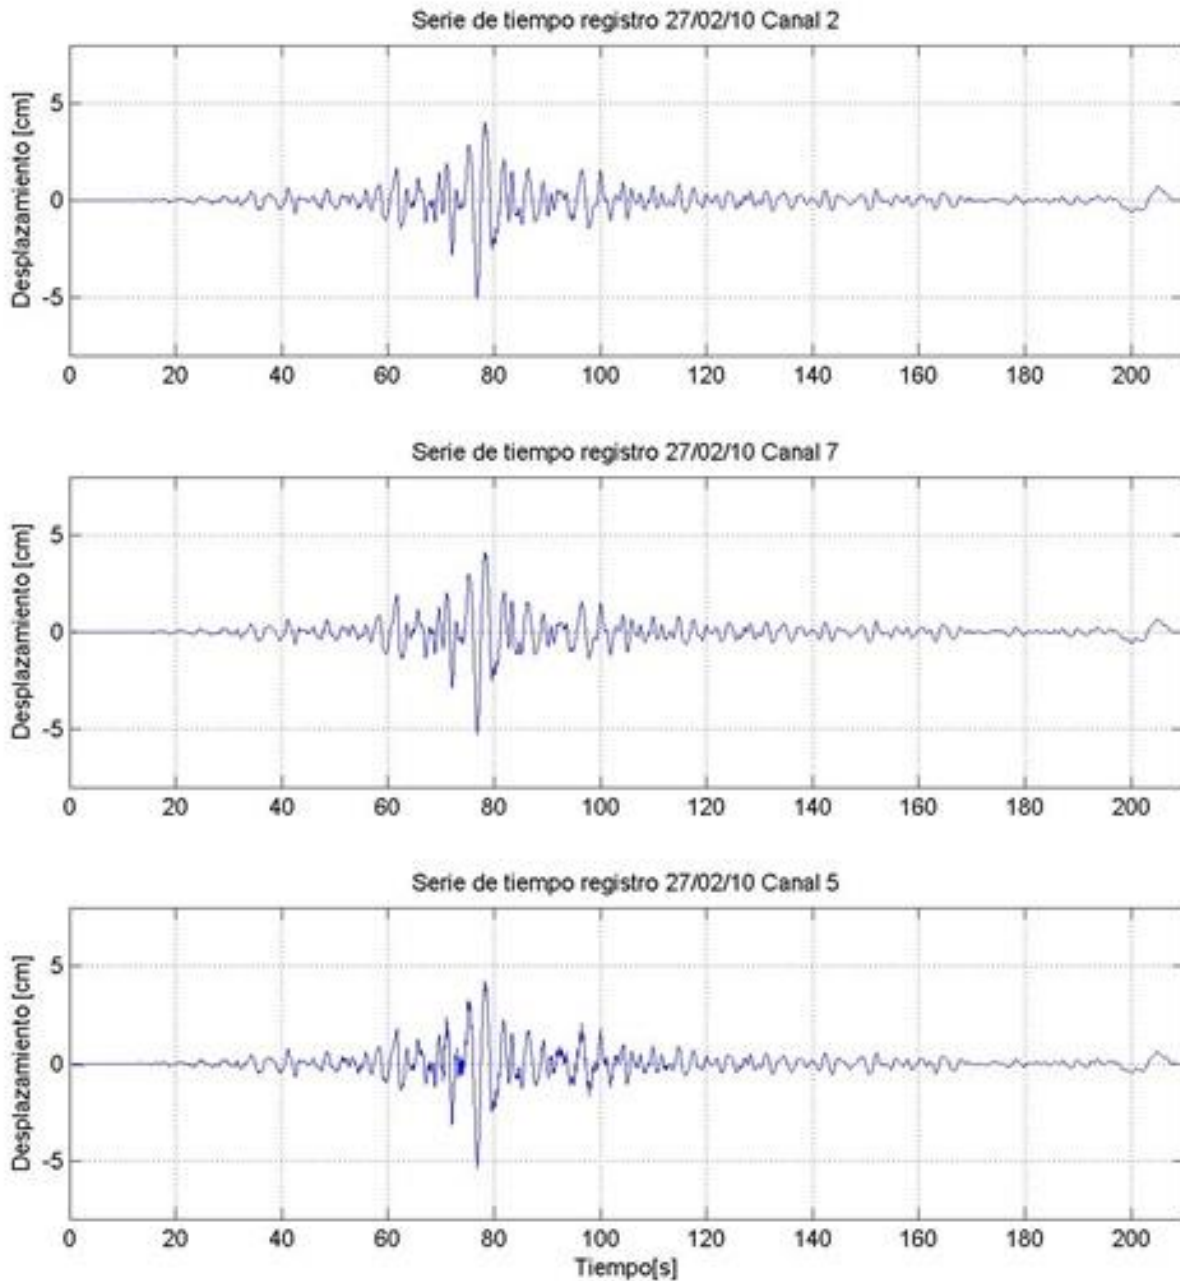 Serie de tiempo registro 27/02/10 Canal 2
Desplazamiento [cm]
5
0
-5
0 20 40 60 80 100 120 140 160 180 200
Serie de tiempo registro 27/02/10 Canal 7
Desplazamiento [cm]
5
0
-5
0 20 40 60 80 100 120 140 160 180 200
Serie de tiempo registro 27/02/10 Canal 5
Desplazamiento [cm]
5
0
-5
0 20 40 60 80 100 120 140 160 180 200
Tiempo[s]